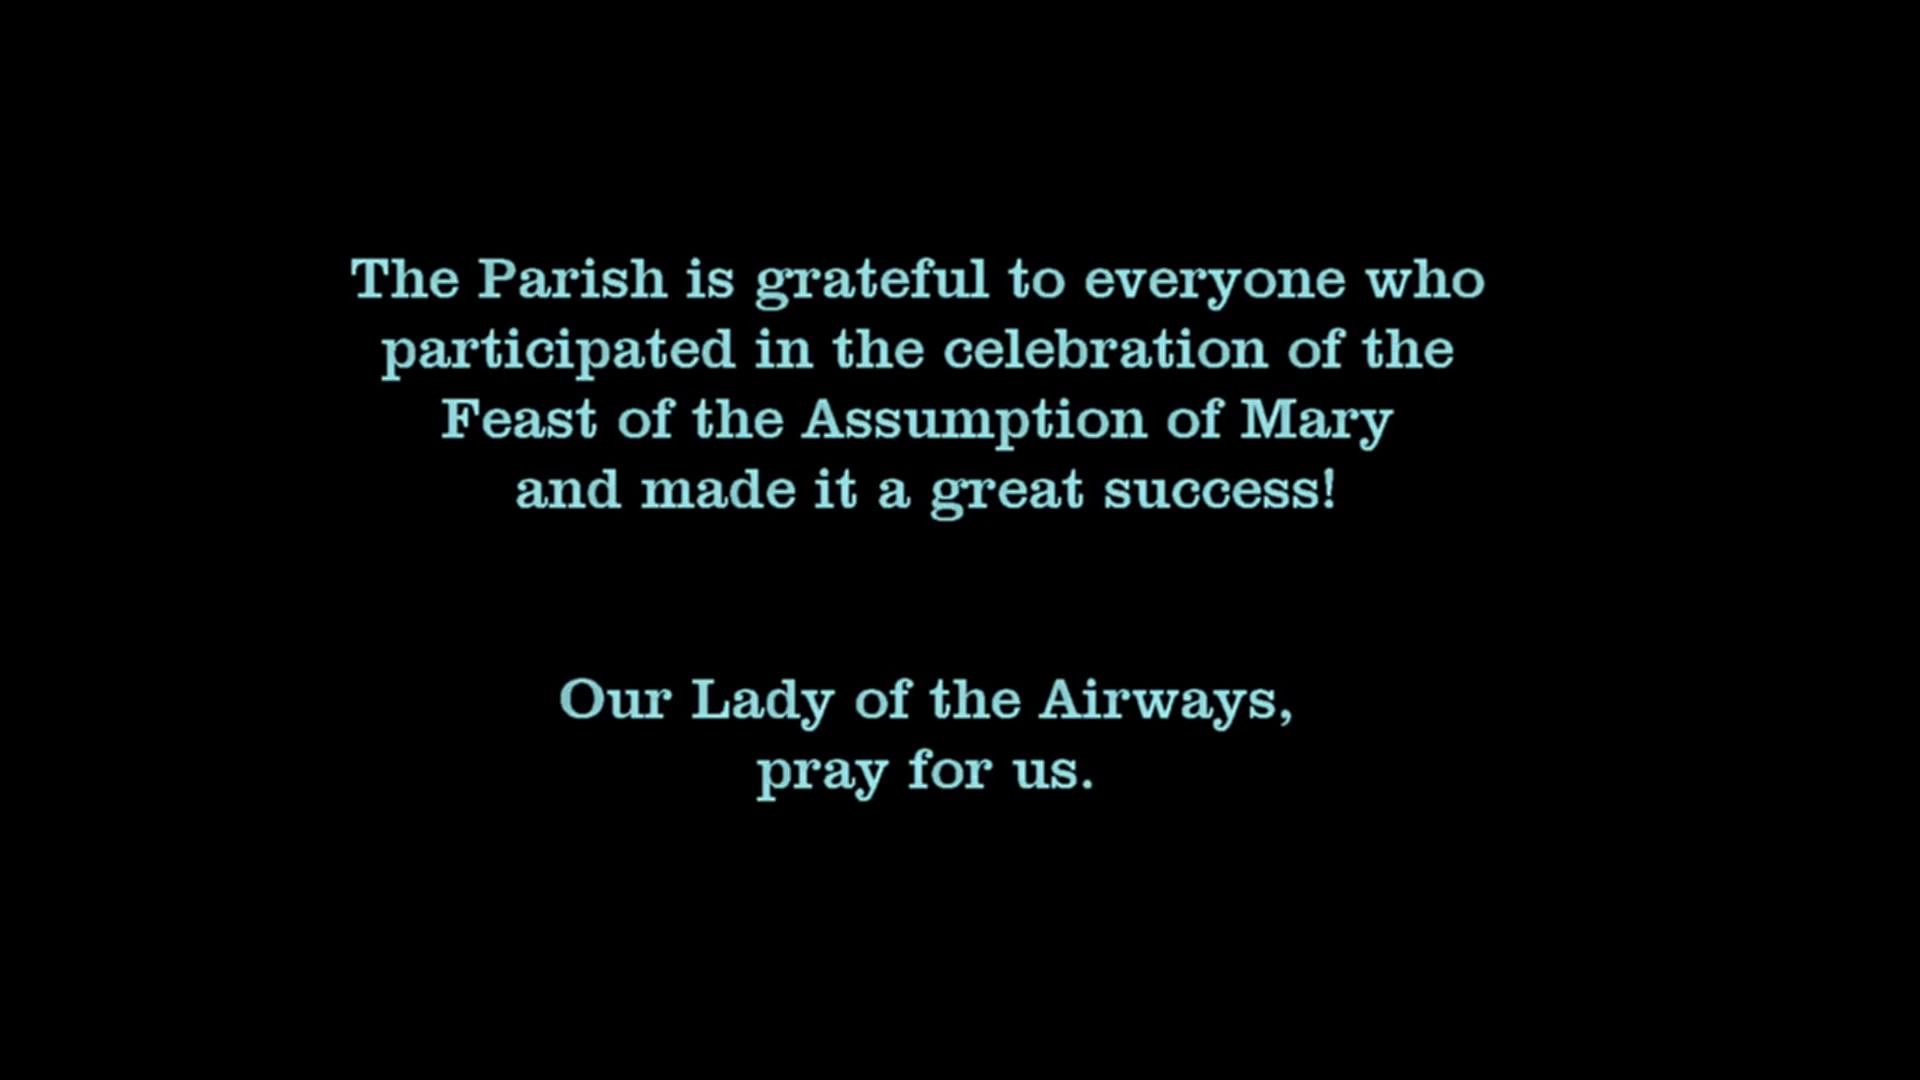 The Parish is grateful to everyone who
participated in the celebration of the
Feast of the Assumption of Mary
and made it a great success!
Our Lady of the Airways,
pray for us.